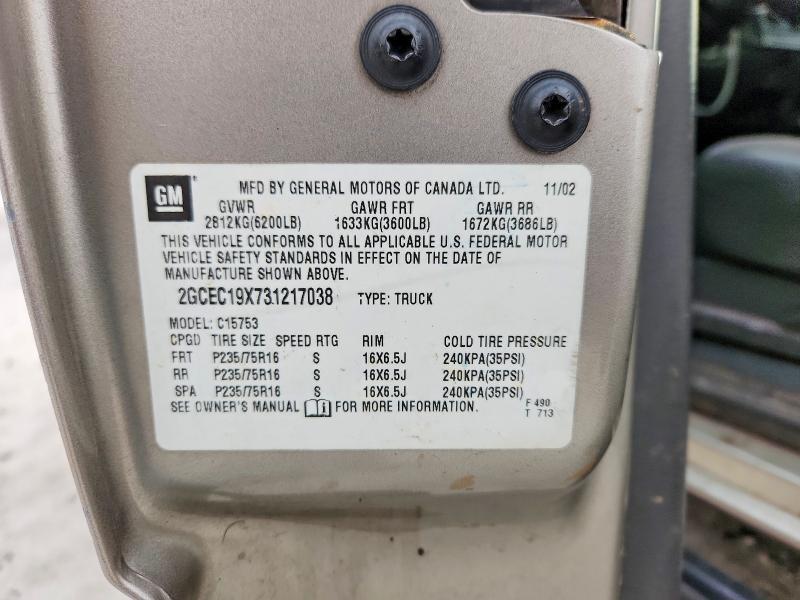 GM MFD BY GENERAL MOTORS OF CANADA LTD. 11/02
GVWR GAWR FRT GAWR RR
2812KG(6200LB) 1633KG(3600LB) 1672KG(3686LB)
THIS VEHICLE CONFORMS TO ALL APPLICABLE U.S. FEDERAL MOTOR
VEHICLE SAFETY STANDARDS IN EFFECT ON THE DATE OF
MANUFACTURE SHOWN ABOVE.
2GCEC19X731217038 TYPE: TRUCK
MODEL: C15753
CPGD TIRE SIZE SPEED RTG RIM COLD TIRE PRESSURE
FRT P235/75R16 S 16X6.5J 240KPA(35PSI)
RR P235/75R16 S 16X6.5J 240KPA(35PSI)
SPA P235/75R16 S 16X6.5J 240KPA(35PSI)
SEE OWNER'S MANUAL i FOR MORE INFORMATION. F 490
T 713